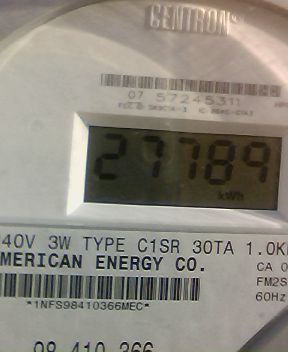 CENTRON®
07 57245311
27789
kWh
40V 3W TYPE C1SR 30TA 1.0K
MERICAN ENERGY CO. CA 0
FM2S
60Hz
*1NFS98410366MEC*
98 410 366